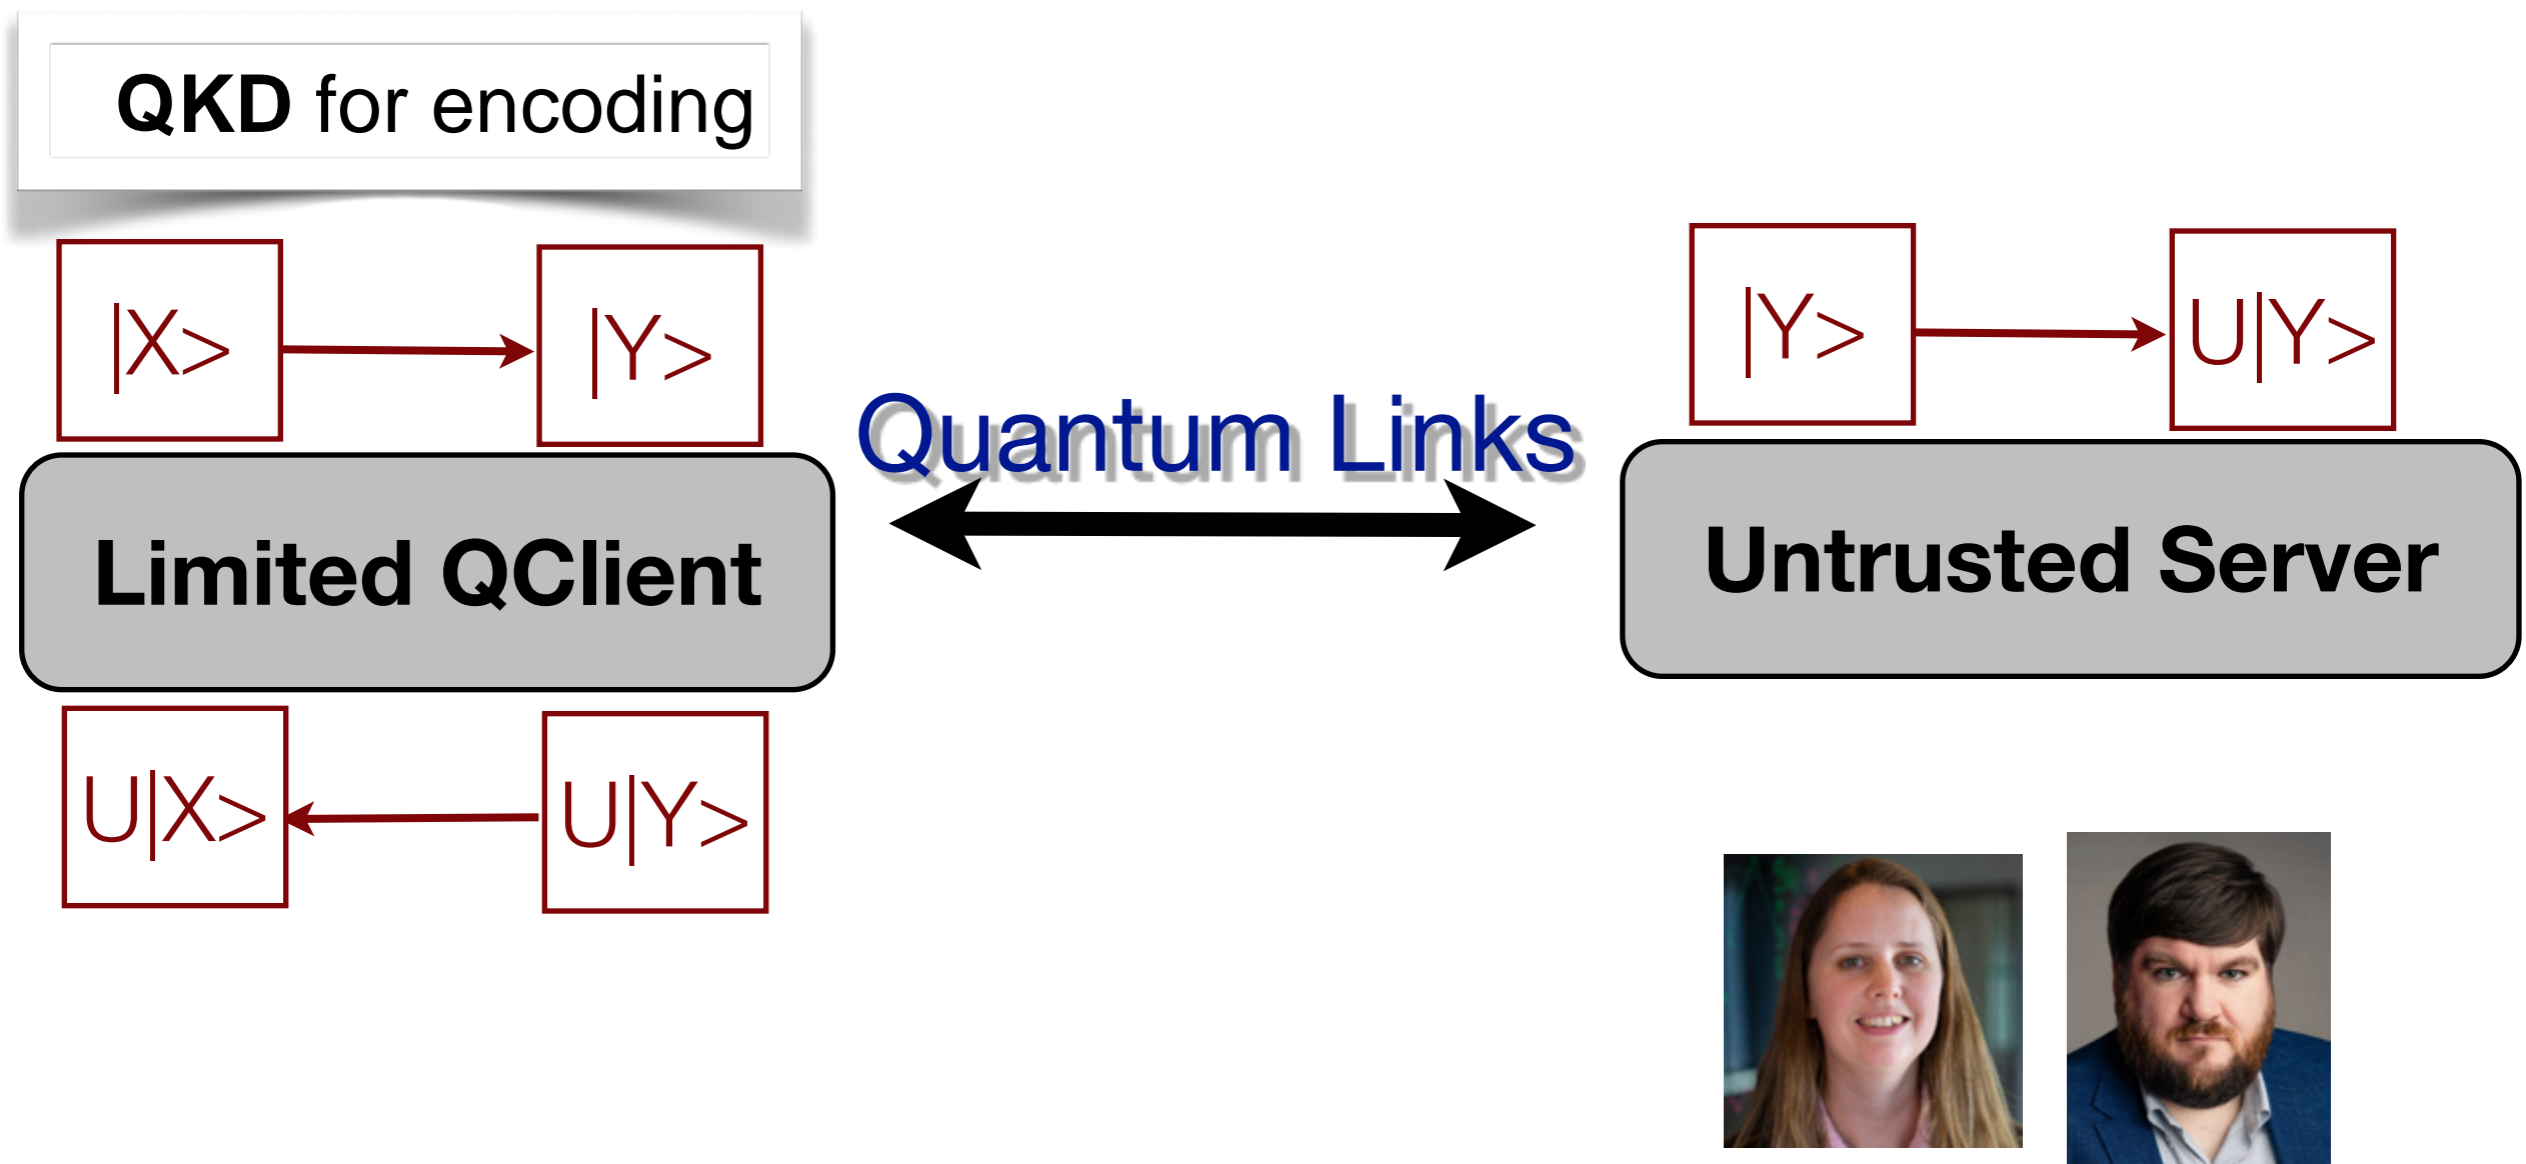 QKD for encoding
|X>
|Y>
|Y>
U|Y>
Quantum Links
Limited QClient
Untrusted Server
U|X>
U|Y>